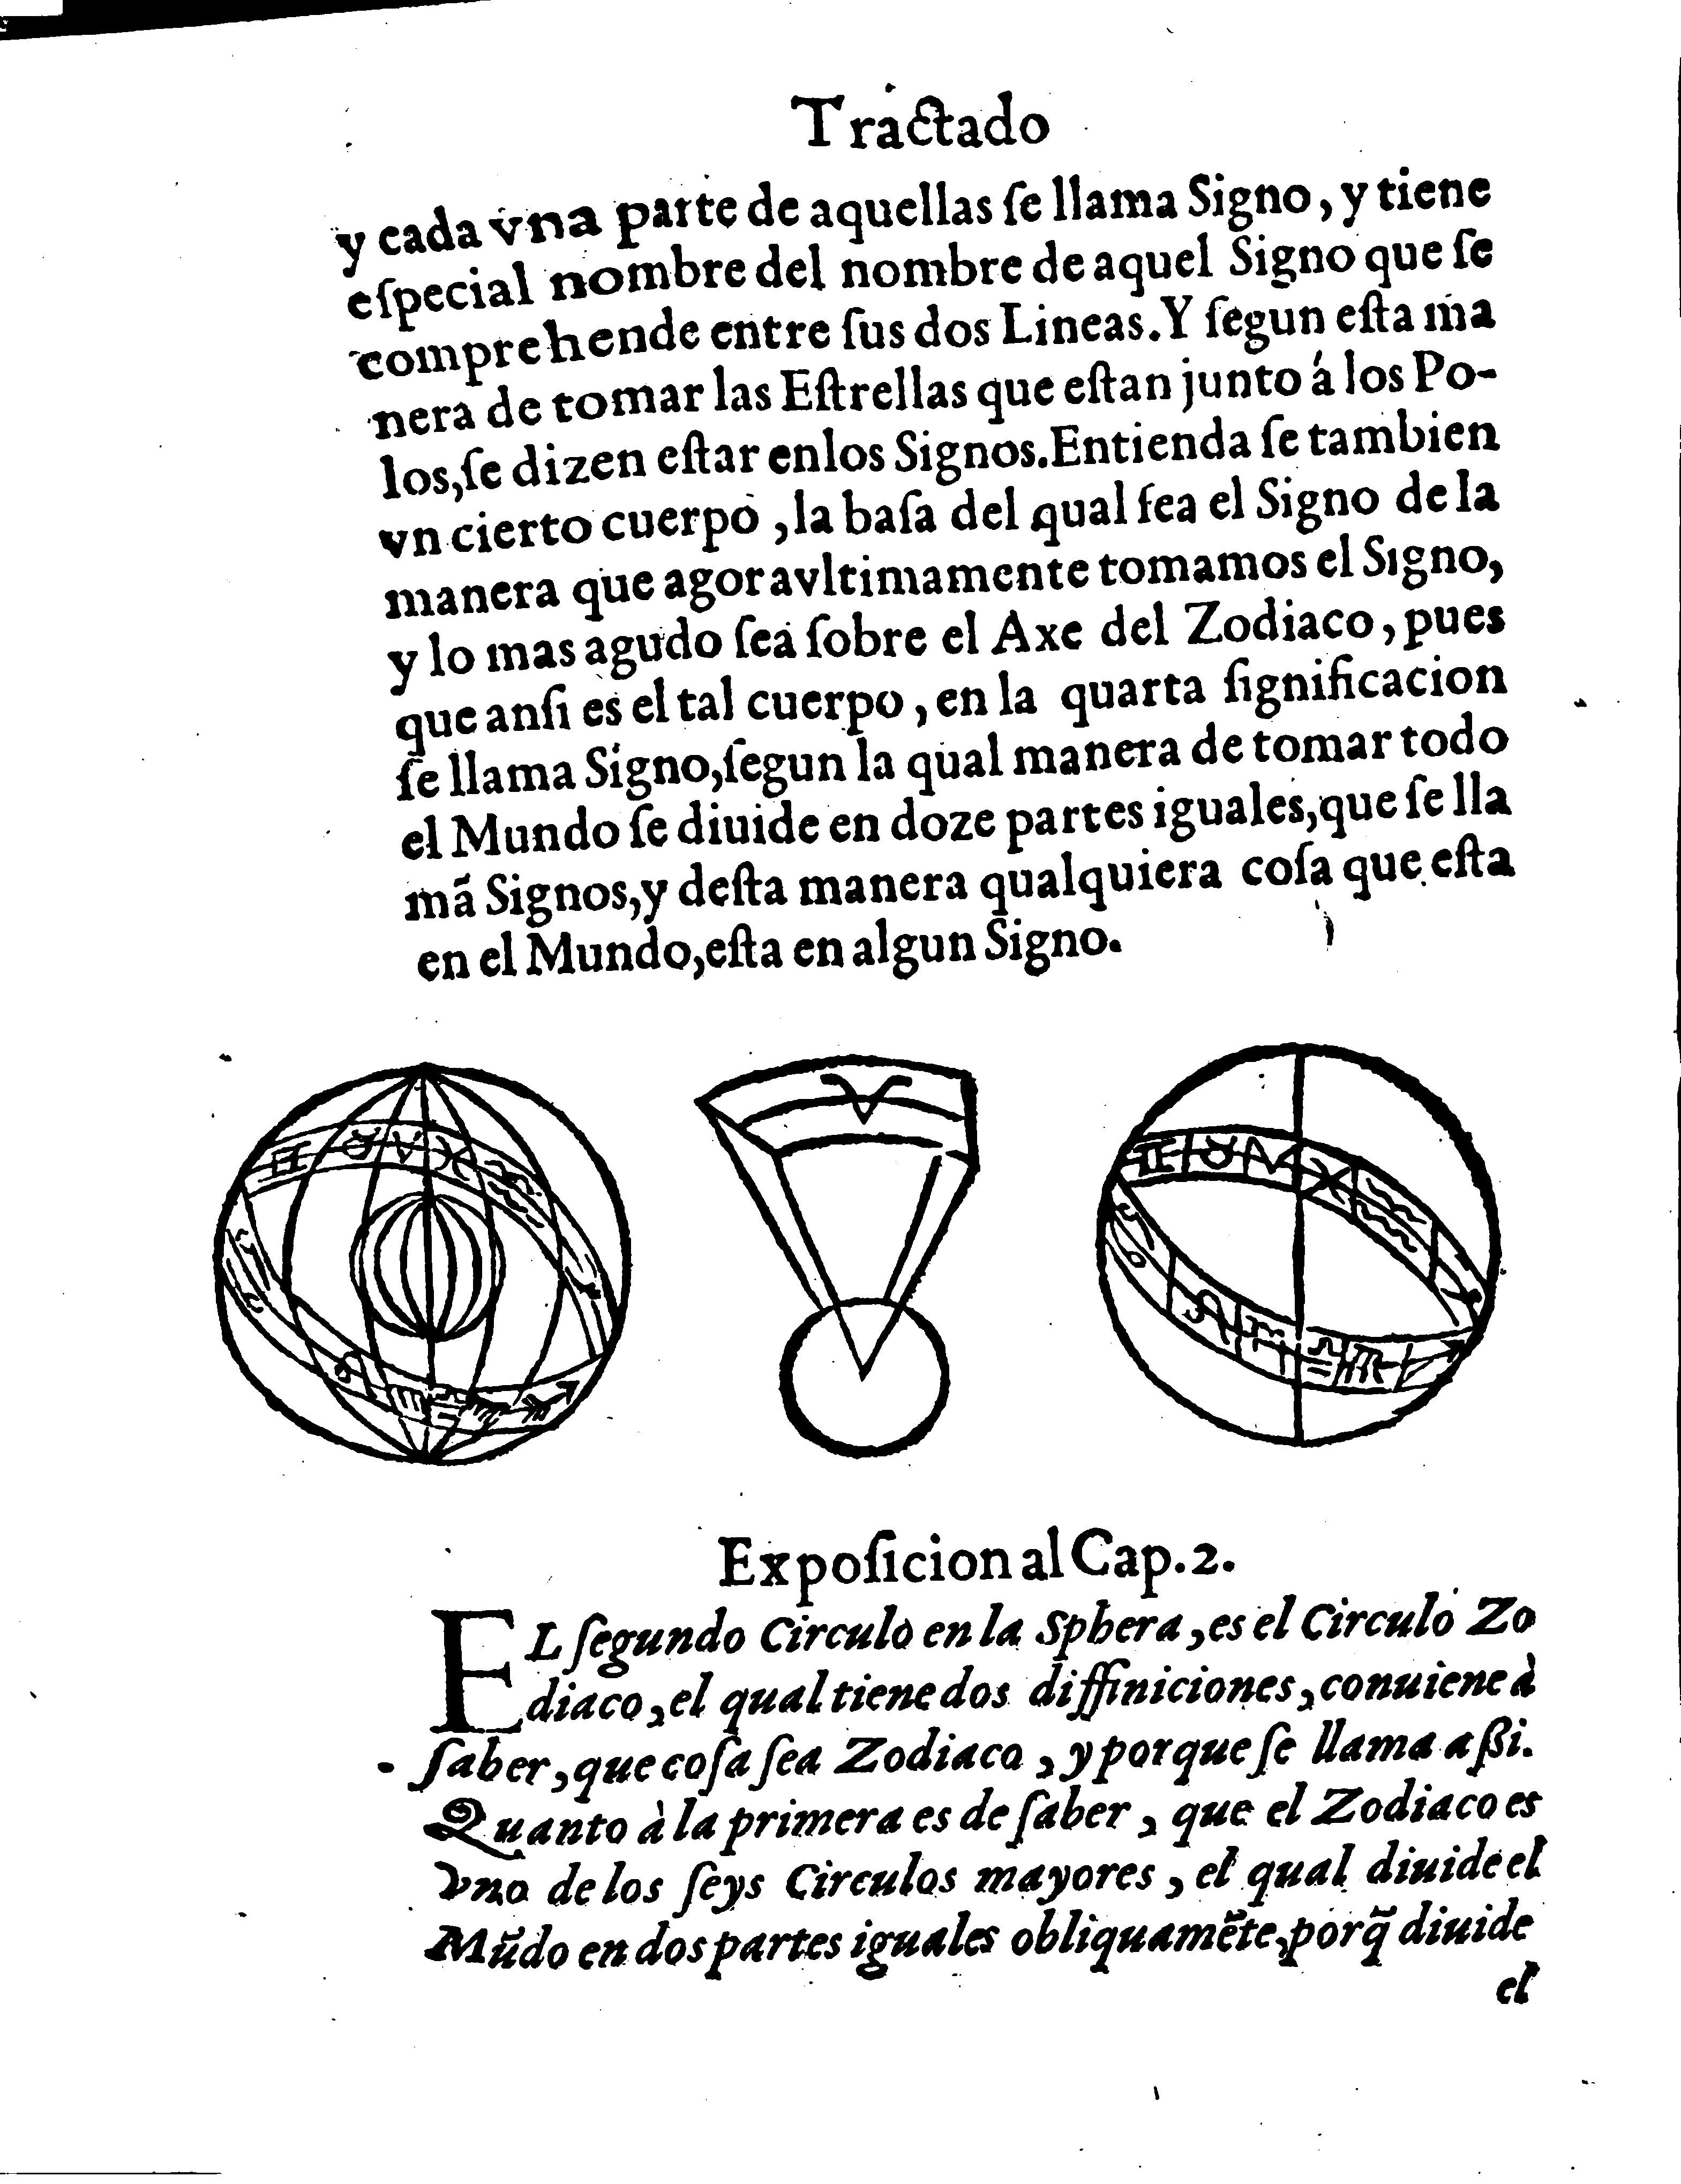 Tractado
y cada vna parte de aquellas ſe llama Signo, y tiene
eſpecial nombre del nombre de aquel Signo que ſe
comprehende entre ſus dos Lineas. Y ſegun eſta ma
nera de tomar las Eſtrellas que eſtan junto á los Po-
los, ſe dizen eſtar enlos Signos. Entienda ſe tambien
vn cierto cuerpo, la baſa del qual ſea el Signo de la
manera que agora vltimamente tomamos el Signo,
y lo mas agudo ſea ſobre el Axe del Zodiaco, pues
que anſi es el tal cuerpo, en la quarta ſignificacion
ſe llama Signo, ſegun la qual manera de tomar todo
el Mundo ſe diuide en doze partes iguales, que ſe lla
mã Signos, y deſta manera qualquiera coſa que eſta
en el Mundo, eſta en algun Signo.
Expoſicion al Cap. 2.
EL ſegundo Circulo en la Sphera, es el Circulo Zo
diaco, el qual tiene dos diffiniciones, conuiene à
ſaber, que coſa ſea Zodiaco, y porque ſe llama aßi.
Quanto à la primera es de ſaber, que el Zodiaco es
vno de los ſeys Circulos mayores, el qual diuide el
Mũdo en dos partes iguales obliquamẽte, porq̃ diuide
el